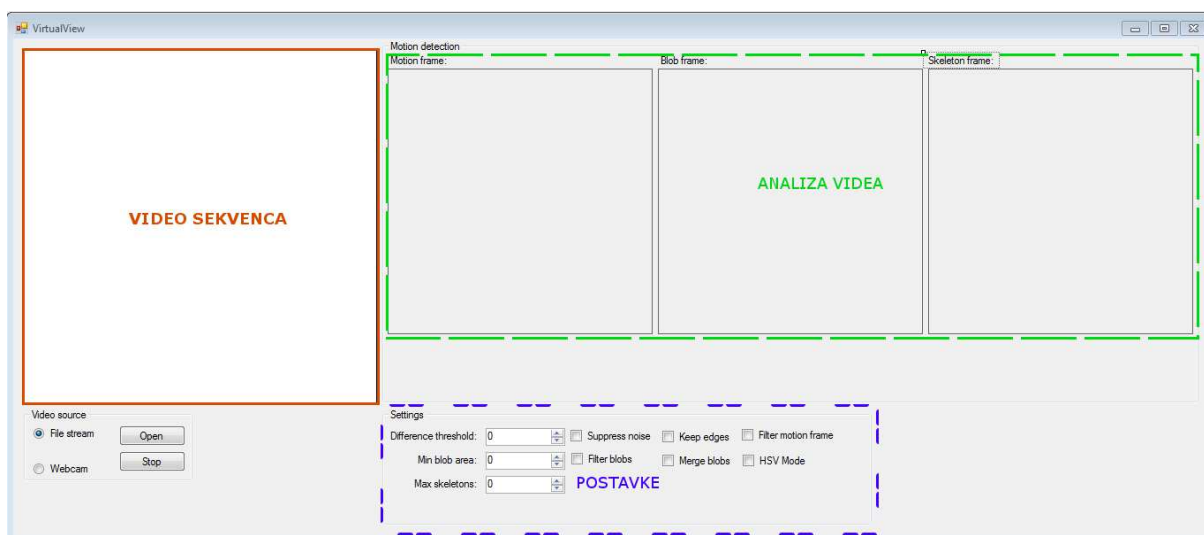 VirtualView
Motion detection
Motion frame:
Blob frame:
Skeleton frame:
VIDEO SEKVENCA
ANALIZA VIDEA
Video source
File stream
Open
Webcam
Stop
Settings
Difference threshold: 0
Suppress noise
Keep edges
Filter motion frame
Min blob area: 0
Filter blobs
Merge blobs
HSV Mode
Max skeletons: 0
POSTAVKE